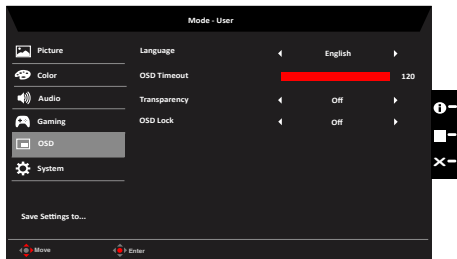 Mode - User
Picture
Language English
Color
OSD Timeout 120
Audio
Transparency Off
Gaming
OSD Lock Off
OSD
System
Save Settings to...
Move Enter